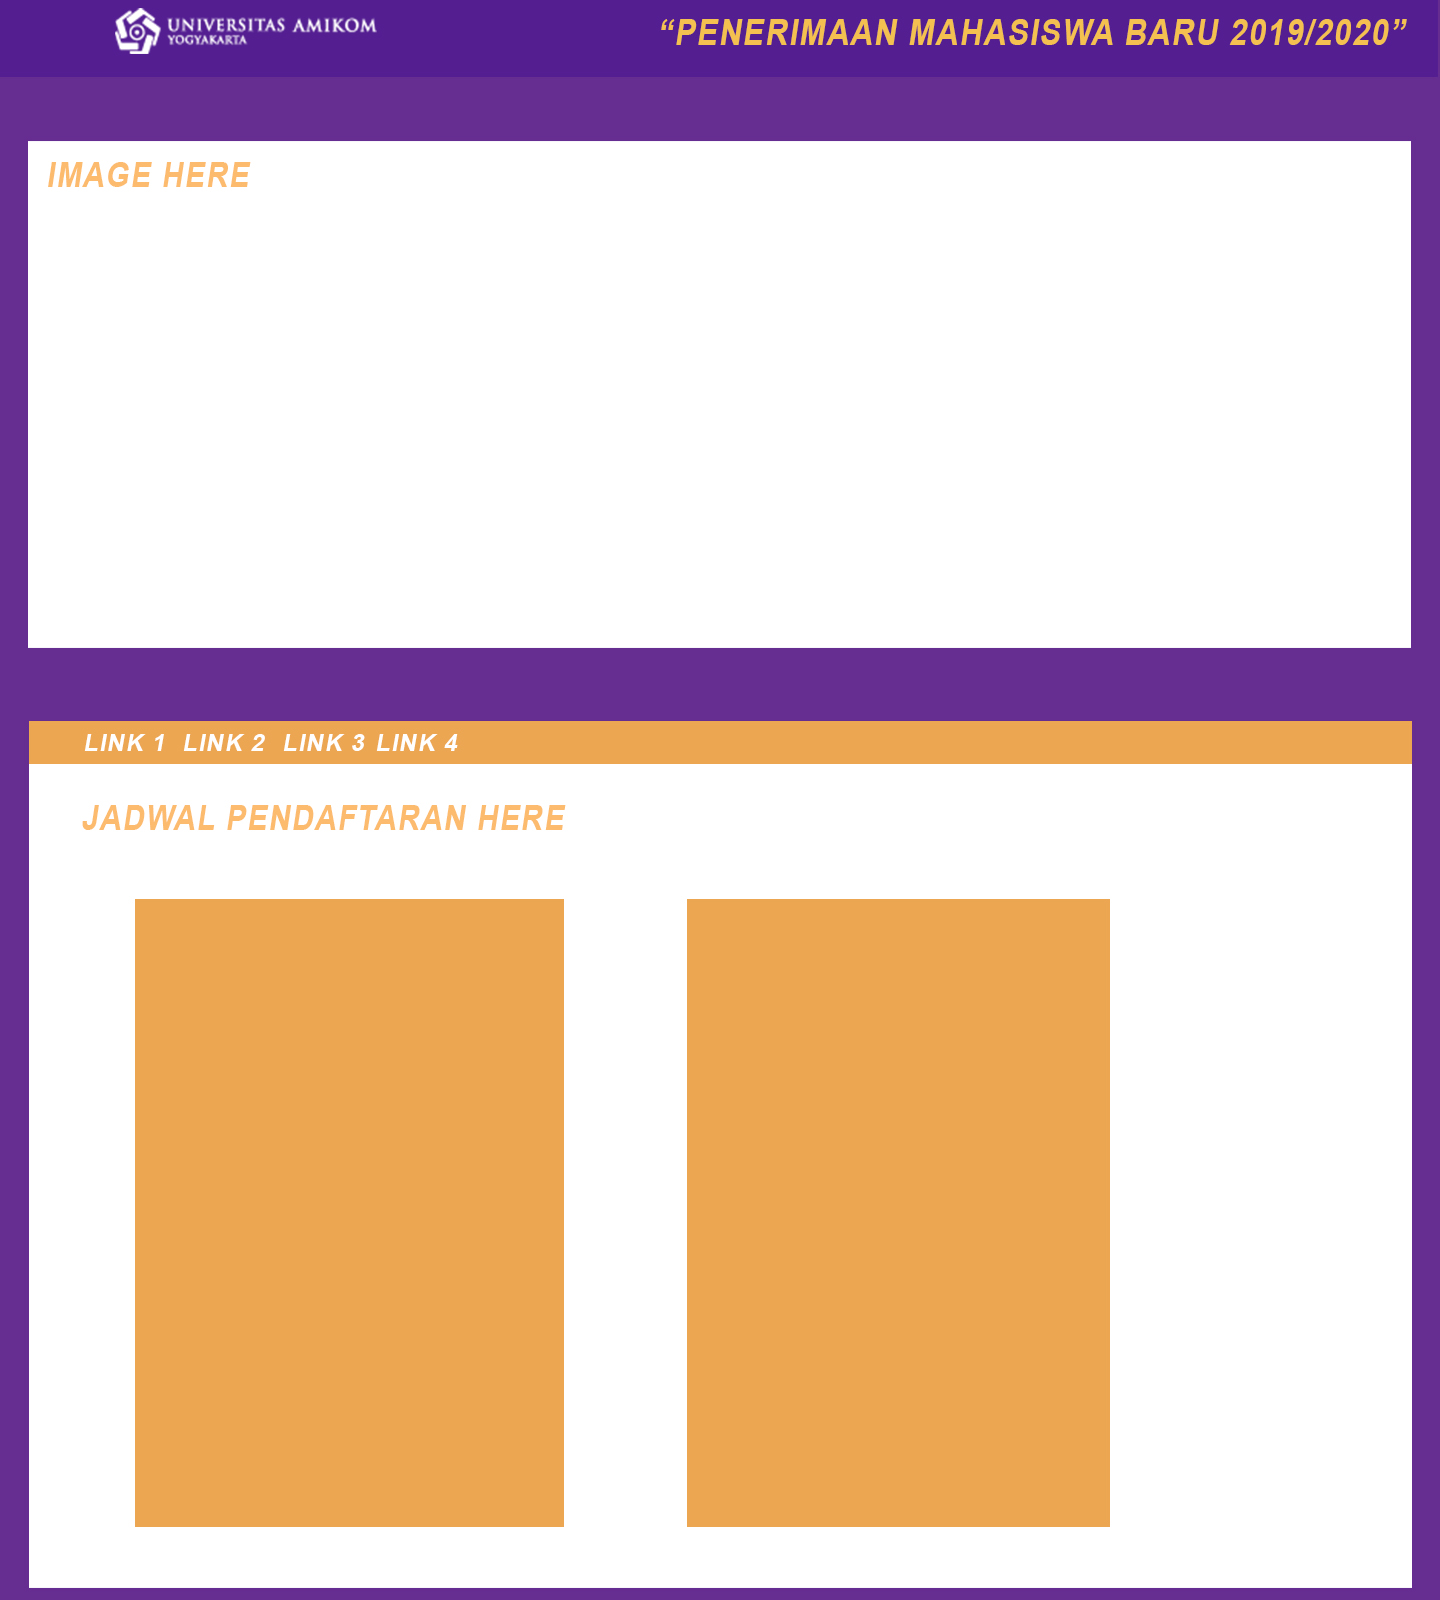 UNIVERSITAS AMIKOM
YOGYAKARTA
“PENERIMAAN MAHASISWA BARU 2019/2020”
IMAGE HERE
LINK 1 LINK 2 LINK 3 LINK 4
JADWAL PENDAFTARAN HERE